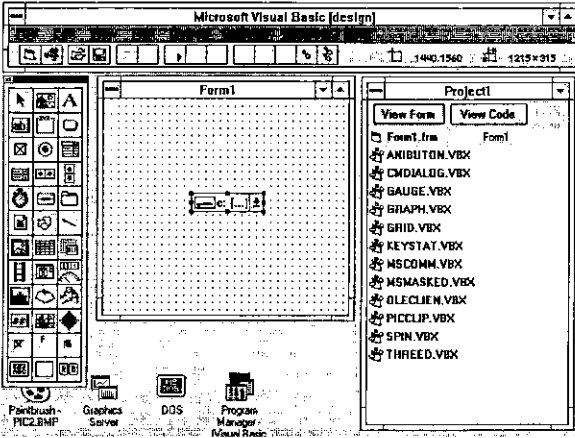 Microsoft Visual Basic [design]
1440,1560
1215×315
Form1
c: [...]
A
ab|
Project1
View Form
View Code
Form1.frm
Form1
ANIBUTON.VBX
CMDIALOG.VBX
GAUGE.VBX
GRAPH.VBX
GRID.VBX
KEYSTAT.VBX
MSCOMM.VBX
MSMASKED.VBX
OLECLIEN.VBX
PICCLIP.VBX
SPIN.VBX
THREED.VBX
Paintbrush -
PIC2.BMP
Graphics
Server
DOS
Program
Manager -
[Visual Basic